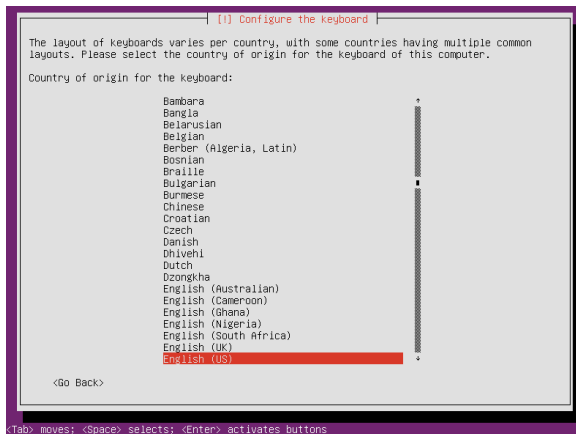 [!] Configure the keyboard
The layout of keyboards varies per country, with some countries having multiple common
layouts. Please select the country of origin for the keyboard of this computer.
Country of origin for the keyboard:
Bambara
Bangla
Belarusian
Belgian
Berber (Algeria, Latin)
Bosnian
Braille
Bulgarian
Burmese
Chinese
Croatian
Czech
Danish
Dhivehi
Dutch
Dzongkha
English (Australian)
English (Cameroon)
English (Ghana)
English (Nigeria)
English (South Africa)
English (UK)
English (US)
<Go Back>
<Tab> moves; <Space> selects; <Enter> activates buttons